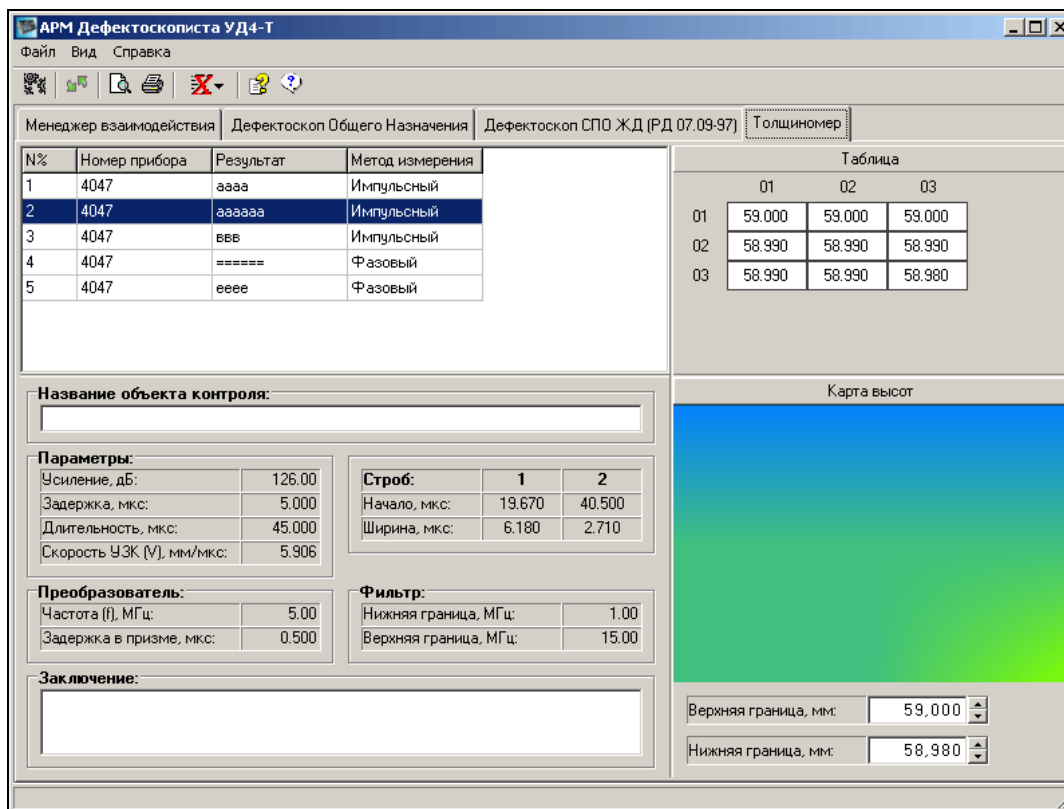 АРМ Дефектоскописта УД4-Т
Файл Вид Справка
Менеджер взаимодействия Дефектоскоп Общего Назначения Дефектоскоп СПО ЖД (РД 07.09-97) Толщиномер
N% Номер прибора Результат Метод измерения
1 4047 aaaa Импульсный
2 4047 aaaaaa Импульсный
3 4047 ввв Импульсный
4 4047 ====== Фазовый
5 4047 eeee Фазовый
Таблица
01 02 03
01 59.000 59.000 59.000
02 58.990 58.990 58.990
03 58.990 58.990 58.980
Название объекта контроля:
Параметры:
Усиление, дБ: 126.00
Задержка, мкс: 5.000
Длительность, мкс: 45.000
Скорость УЗК (V), мм/мкс: 5.906
Строб: 1 2
Начало, мкс: 19.670 40.500
Ширина, мкс: 6.180 2.710
Преобразователь:
Частота (f), МГц: 5.00
Задержка в призме, мкс: 0.500
Фильтр:
Нижняя граница, МГц: 1.00
Верхняя граница, МГц: 15.00
Заключение:
Карта высот
Верхняя граница, мм: 59,000
Нижняя граница, мм: 58,980